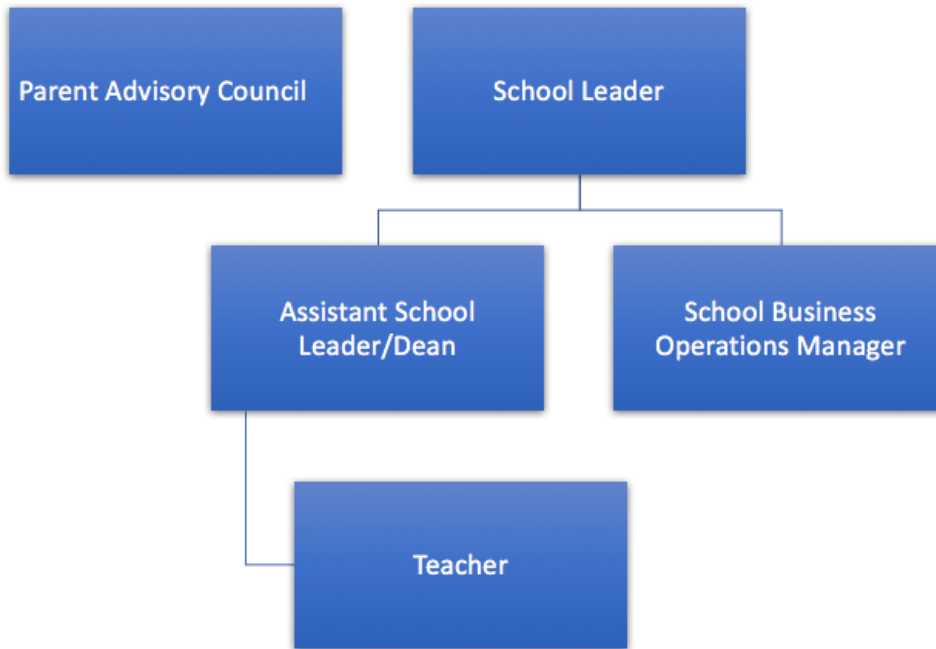 Parent Advisory Council
School Leader
Assistant School
Leader/Dean
School Business
Operations Manager
Teacher